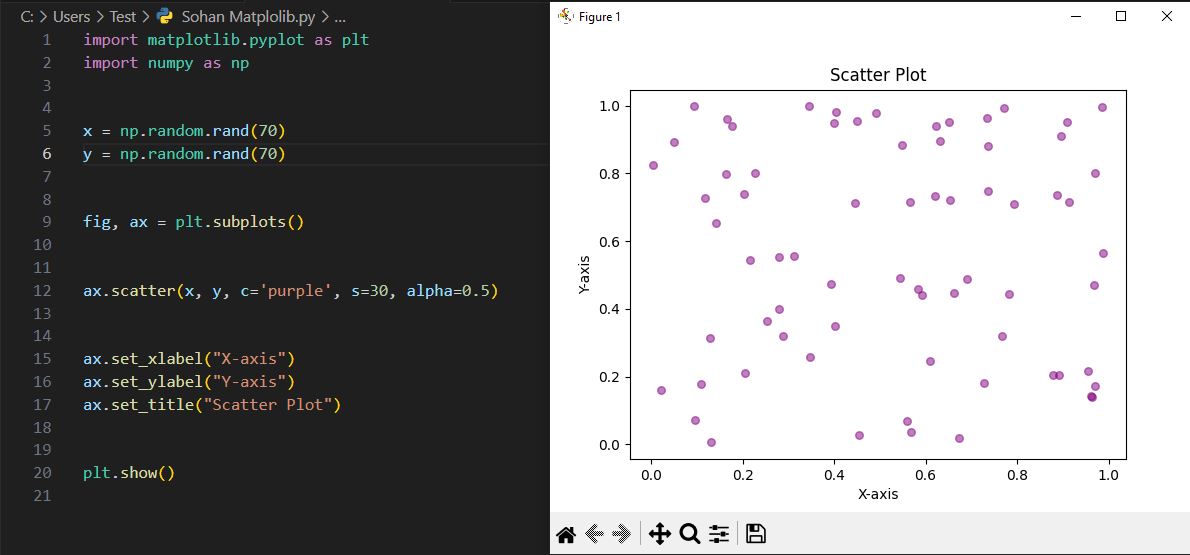 C: > Users > Test > Sohan Matplolib.py > ...
1 import matplotlib.pyplot as plt
2 import numpy as np
3
4
5 x = np.random.rand(70)
6 y = np.random.rand(70)
7
8
9 fig, ax = plt.subplots()
10
11
12 ax.scatter(x, y, c='purple', s=30, alpha=0.5)
13
14
15 ax.set_xlabel("X-axis")
16 ax.set_ylabel("Y-axis")
17 ax.set_title("Scatter Plot")
18
19
20 plt.show()
21
Figure 1
Scatter Plot
Y-axis
1.0
0.8
0.6
0.4
0.2
0.0
0.0 0.2 0.4 0.6 0.8 1.0
X-axis